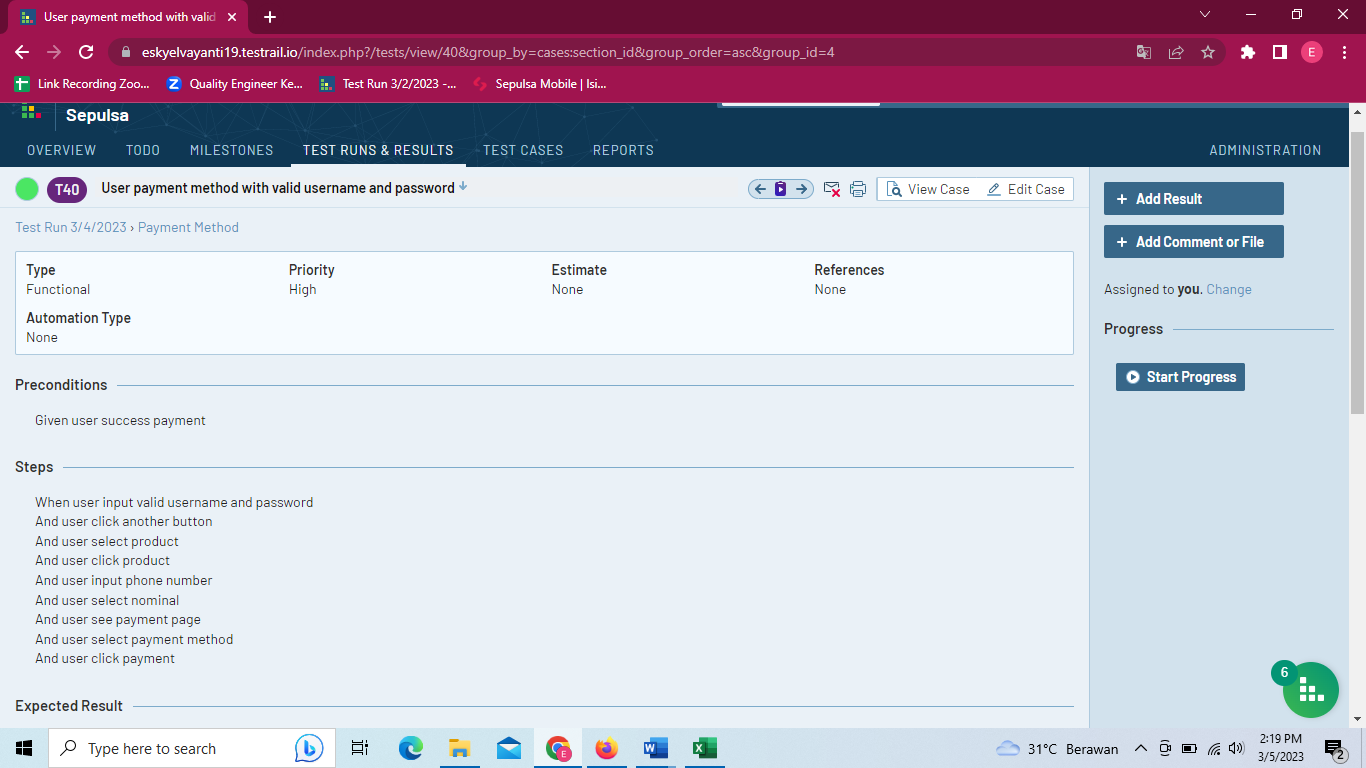 User payment method with valid
eskyelvayanti19.testrail.io/index.php?/tests/view/40&group_by=cases:section_id&group_order=asc&group_id=4
E
Link Recording Zoo...
Quality Engineer Ke...
Test Run 3/2/2023 -...
Sepulsa Mobile | Isi...
Sepulsa
OVERVIEW
TODO
MILESTONES
TEST RUNS & RESULTS
TEST CASES
REPORTS
ADMINISTRATION
T40
User payment method with valid username and password
View Case
Edit Case
Test Run 3/4/2023 › Payment Method
Type
Functional
Priority
High
Estimate
None
References
None
Automation Type
None
Preconditions
Given user success payment
Steps
When user input valid username and password
And user click another button
And user select product
And user click product
And user input phone number
And user select nominal
And user see payment page
And user select payment method
And user click payment
Expected Result
+ Add Result
+ Add Comment or File
Assigned to you. Change
Progress
Start Progress
6
Type here to search
E
31°C Berawan
2:19 PM
3/5/2023
2